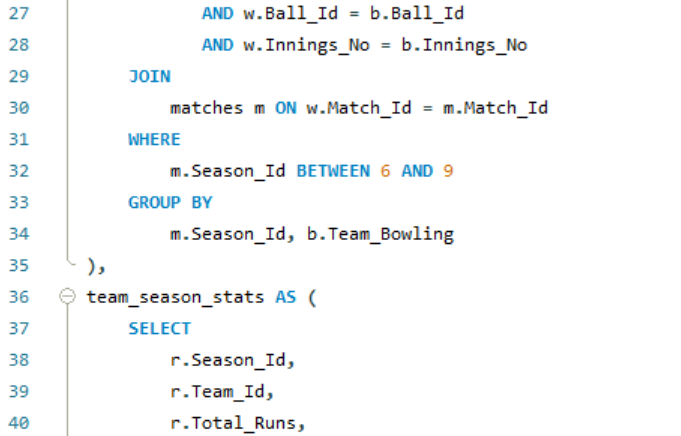 27 AND w.Ball_Id = b.Ball_Id
28 AND w.Innings_No = b.Innings_No
29 JOIN
30 matches m ON w.Match_Id = m.Match_Id
31 WHERE
32 m.Season_Id BETWEEN 6 AND 9
33 GROUP BY
34 m.Season_Id, b.Team_Bowling
35 ),
36 team_season_stats AS (
37 SELECT
38 r.Season_Id,
39 r.Team_Id,
40 r.Total_Runs,